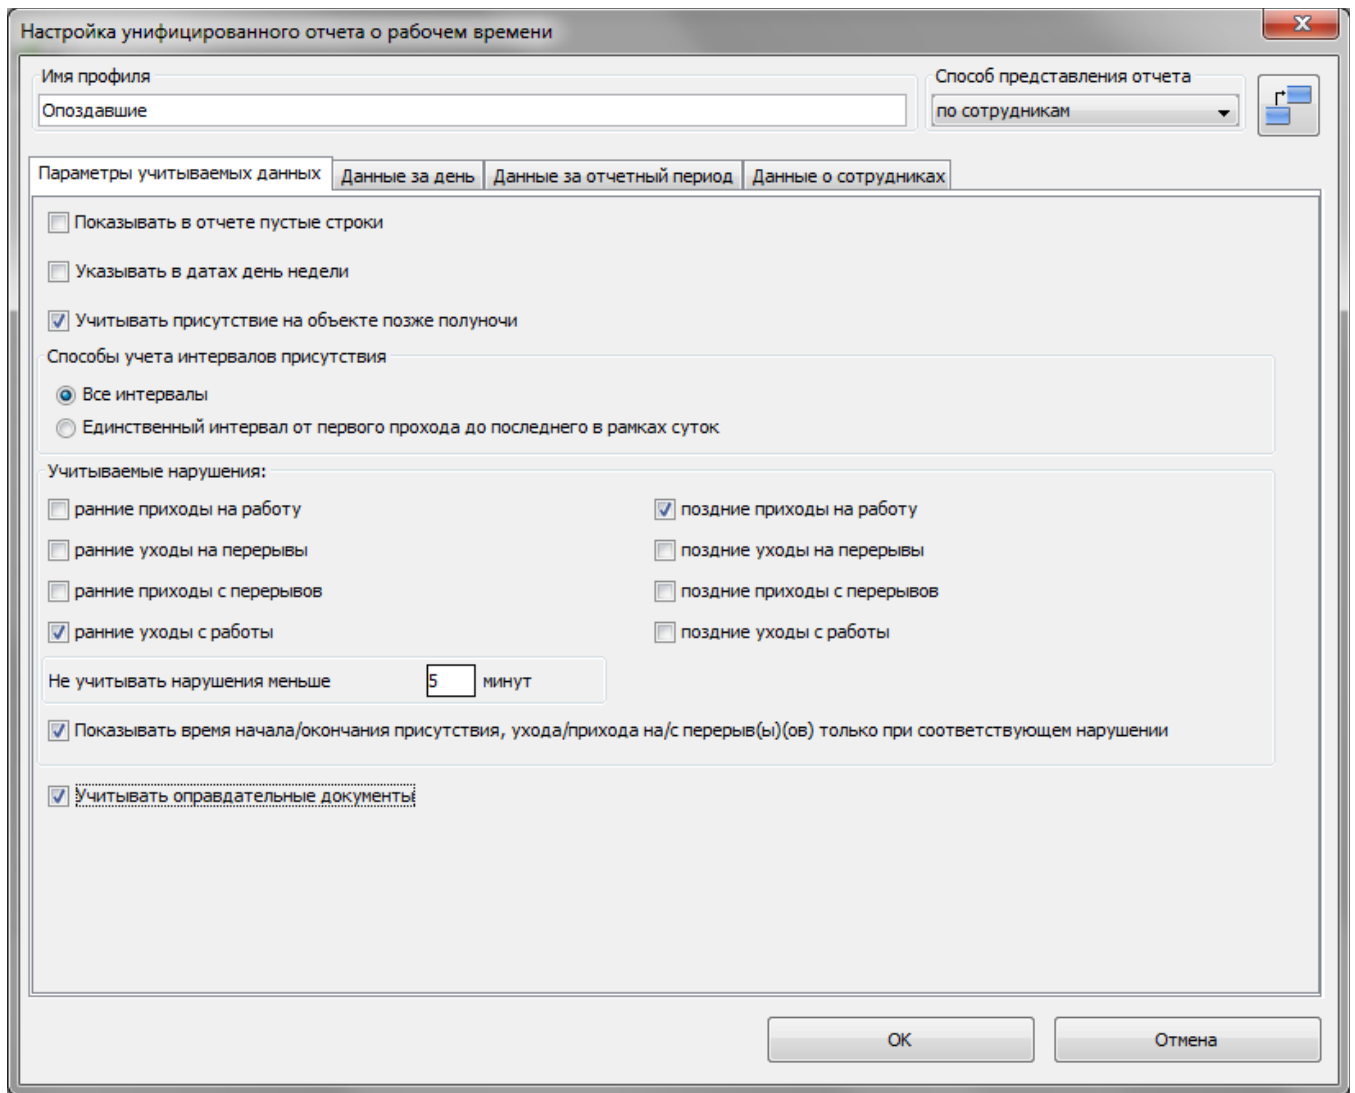 Настройка унифицированного отчета о рабочем времени
Имя профиля
Способ представления отчета
Опоздавшие
по сотрудникам
Параметры учитываемых данных
Данные за день
Данные за отчетный период
Данные о сотрудниках
Показывать в отчете пустые строки
Указывать в датах день недели
Учитывать присутствие на объекте позже полуночи
Способы учета интервалов присутствия
Все интервалы
Единственный интервал от первого прохода до последнего в рамках суток
Учитываемые нарушения:
ранние приходы на работу
поздние приходы на работу
ранние уходы на перерывы
поздние уходы на перерывы
ранние приходы с перерывов
поздние приходы с перерывов
ранние уходы с работы
поздние уходы с работы
Не учитывать нарушения меньше 5 минут
Показывать время начала/окончания присутствия, ухода/прихода на/с перерыв(ы)(ов) только при соответствующем нарушении
Учитывать оправдательные документы
OK
Отмена